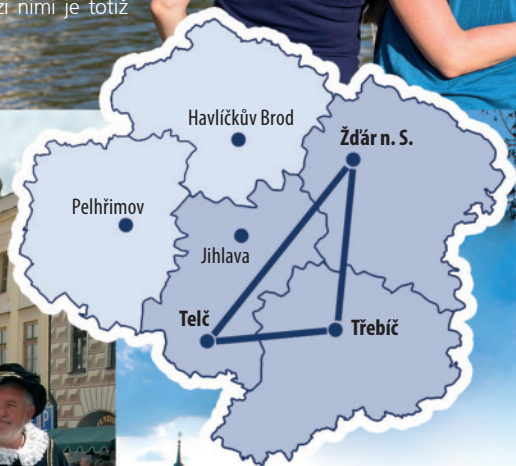 zi nimi je totiž
Havlíčkův Brod
Žďár n. S.
Pelhřimov
Jihlava
Telč
Třebíč
P